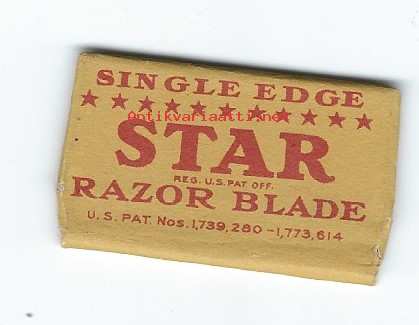 SINGLE EDGE
★★★★★★★★★★★
Antikvariaatti.net
STAR
REG. U.S. PAT. OFF.
RAZOR BLADE
U.S. PAT. Nos. 1,739,280 - 1,773,614